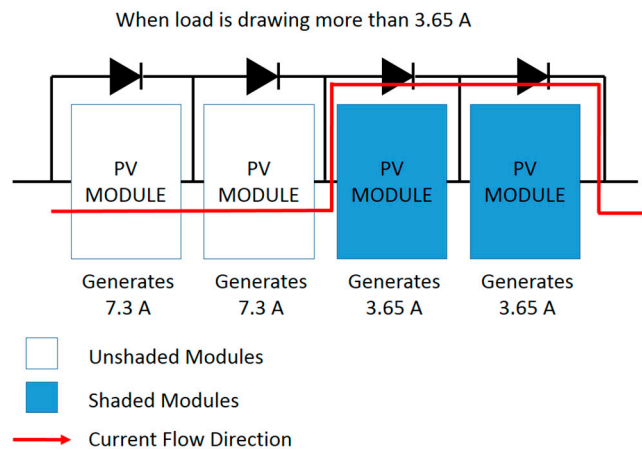 When load is drawing more than 3.65 A
PV
MODULE
PV
MODULE
PV
MODULE
PV
MODULE
Generates
7.3 A
Generates
7.3 A
Generates
3.65 A
Generates
3.65 A
Unshaded Modules
Shaded Modules
Current Flow Direction